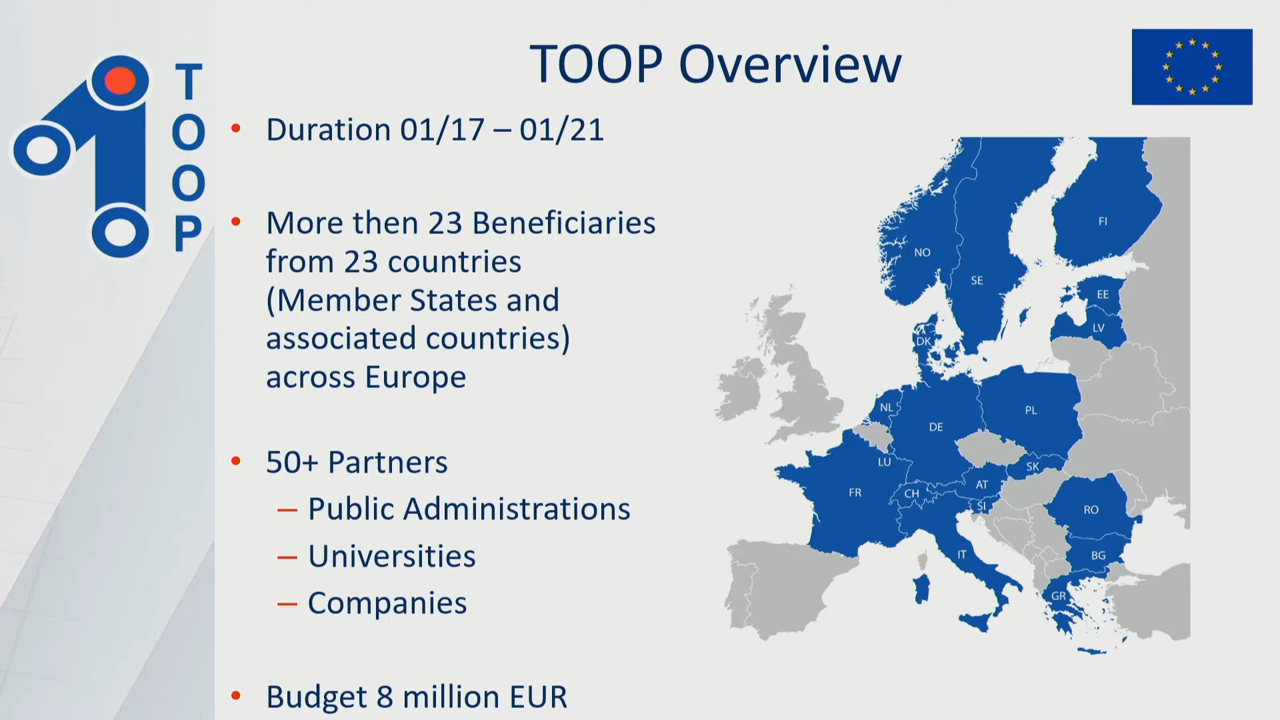 T
O
O
P
TOOP Overview
• Duration 01/17 – 01/21
• More then 23 Beneficiaries
from 23 countries
(Member States and
associated countries)
across Europe
• 50+ Partners
– Public Administrations
– Universities
– Companies
• Budget 8 million EUR
FI
NO
SE
EE
LV
DK
NL
PL
DE
LU
SK
AT
FR
CH
SI
RO
IT
BG
GR